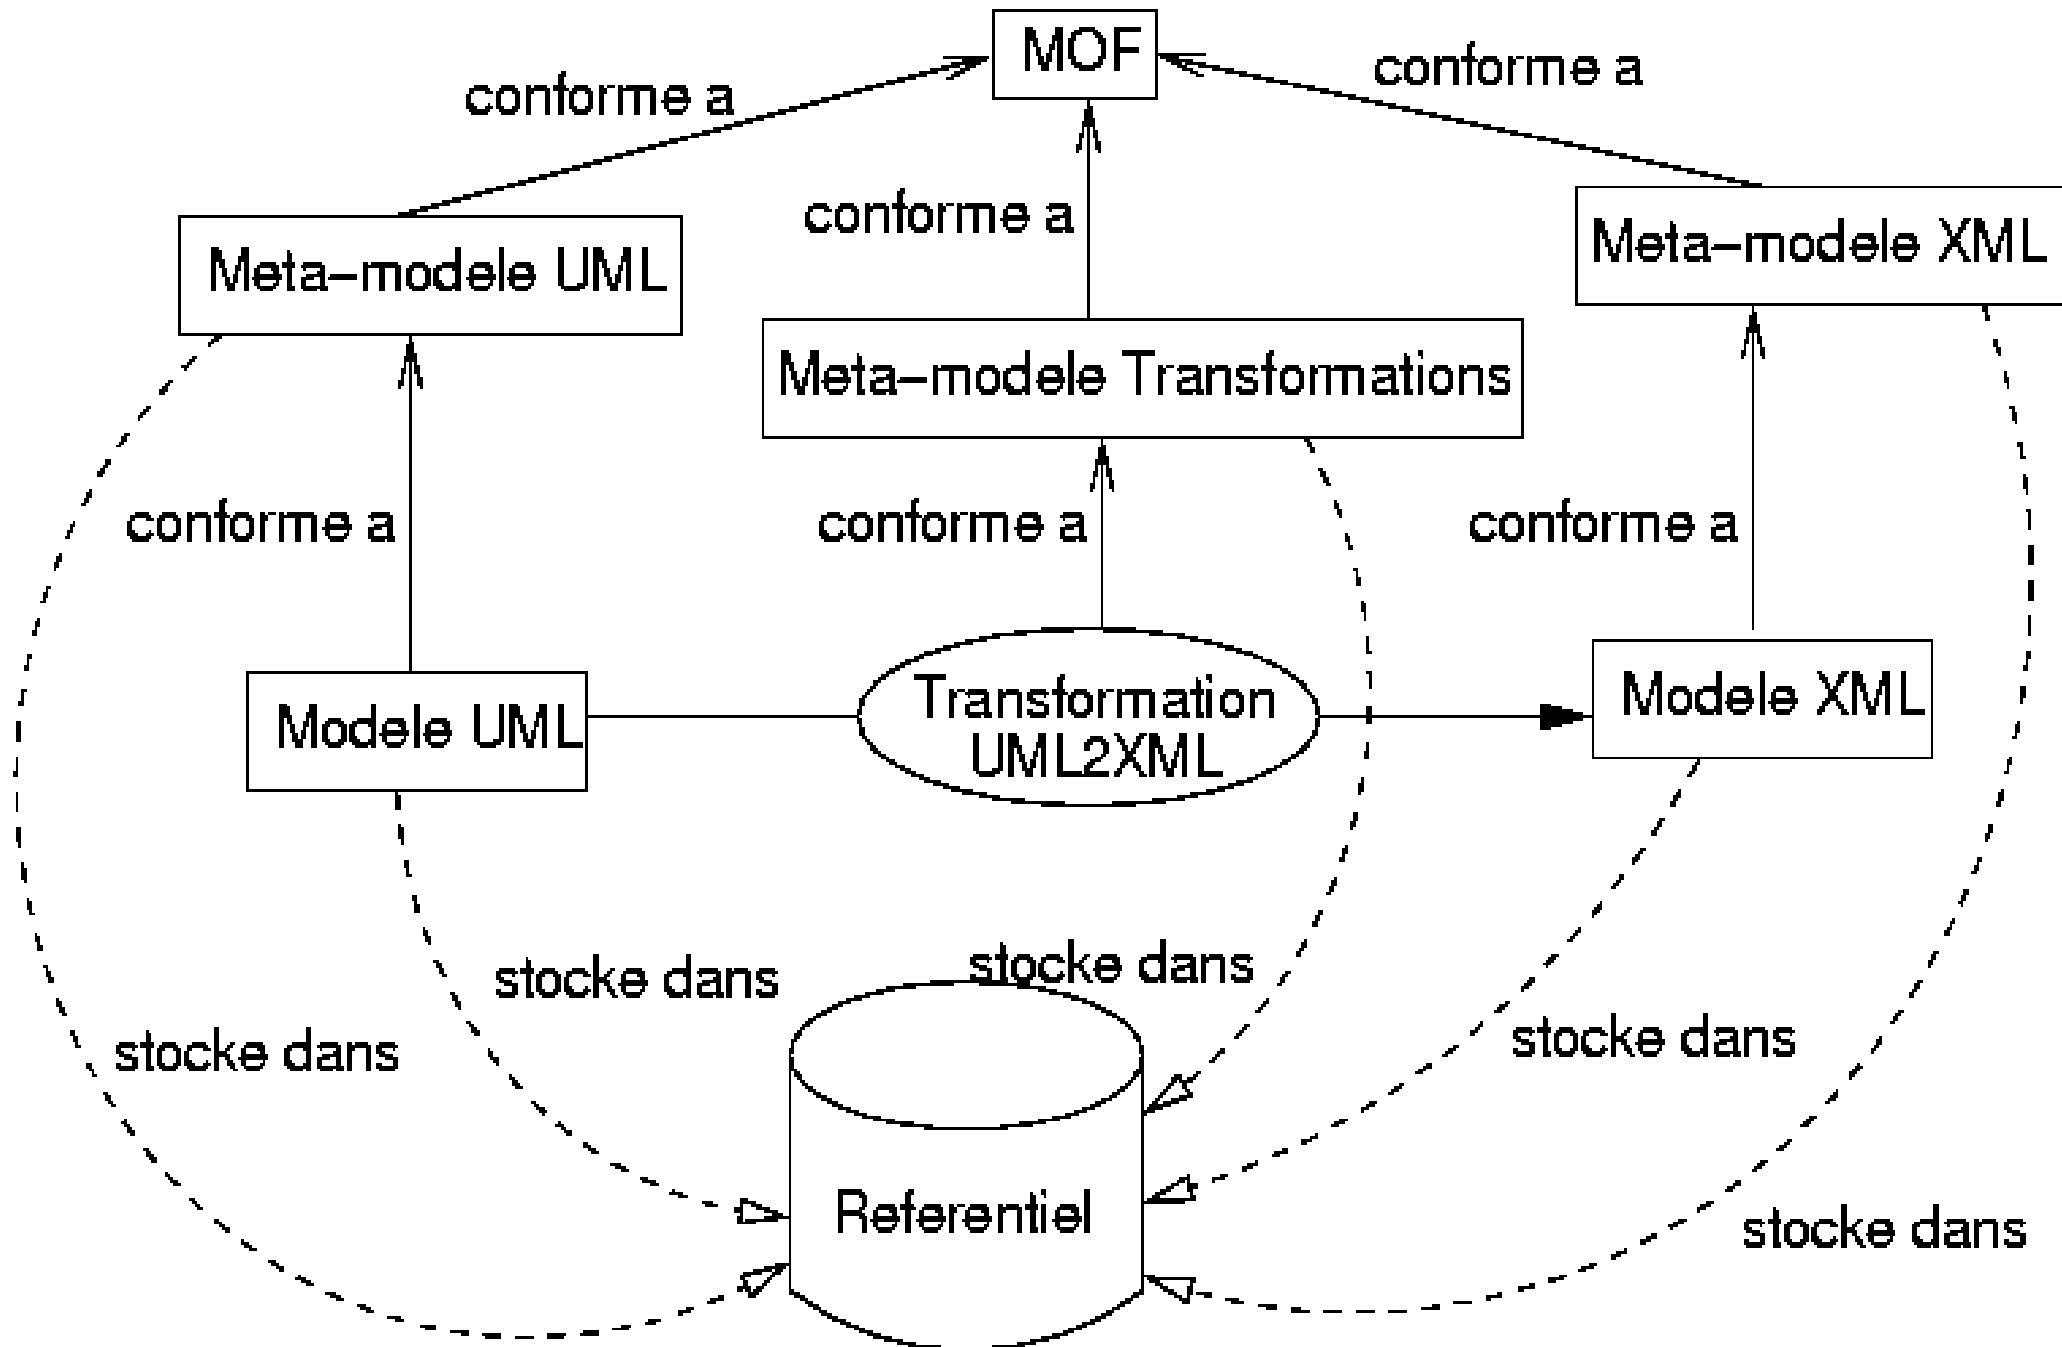 MOF
conforme a
conforme a
conforme a
Meta-modele UML
Meta-modele XML
Meta-modele Transformations
conforme a
conforme a
conforme a
Modele UML
Transformation
UML2XML
Modele XML
stocke dans
stocke dans
stocke dans
stocke dans
Referentiel
stocke dans